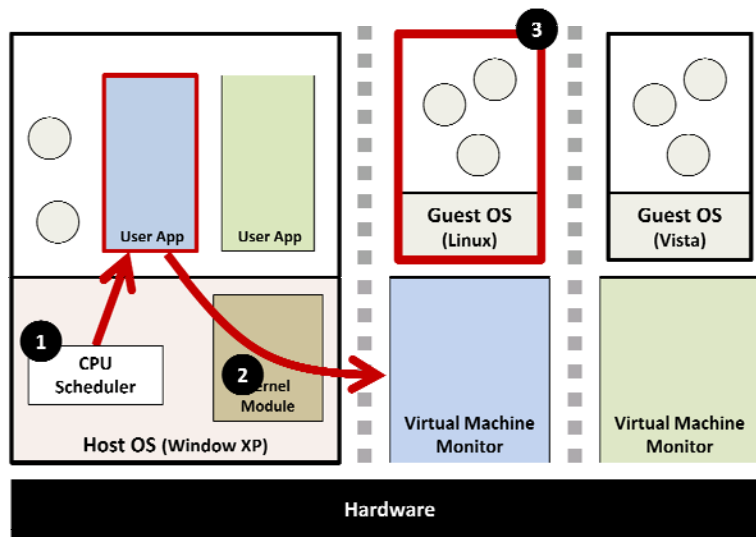 3
User App
User App
Guest OS
(Linux)
Guest OS
(Vista)
1
CPU
Scheduler
2
ernel
Module
Host OS (Window XP)
Virtual Machine
Monitor
Virtual Machine
Monitor
Hardware